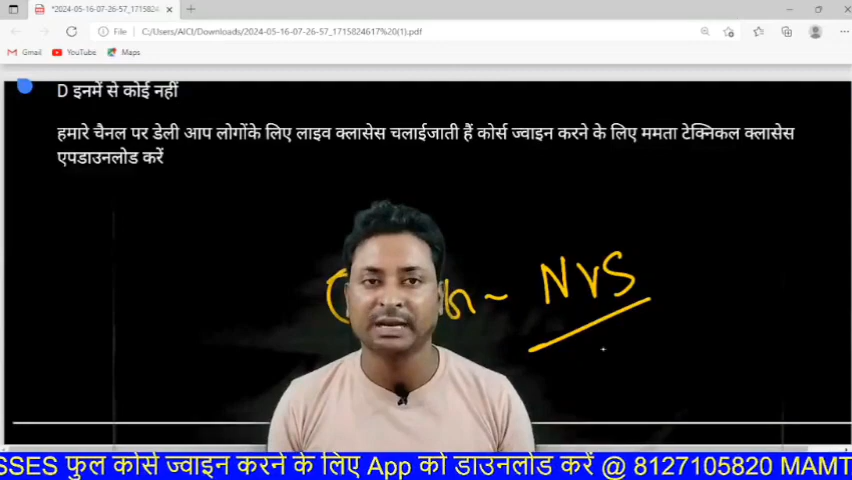 *2024-05-16-07-26-57_171582
File
C:/Users/AICI/Downloads/2024-05-16-07-26-57_1715824617%20(1).pdf
Gmail YouTube Maps
D इनमें से कोई नहीं
हमारे चैनल पर डेली आप लोगोंके लिए लाइव क्लासेस चलाईजाती हैं कोर्स ज्वाइन करने के लिए ममता टेक्निकल क्लासेस
एपडाउनलोड करें
NVS
SSES फुल कोर्स ज्वाइन करने के लिए App को डाउनलोड करें @ 8127105820 MAMT